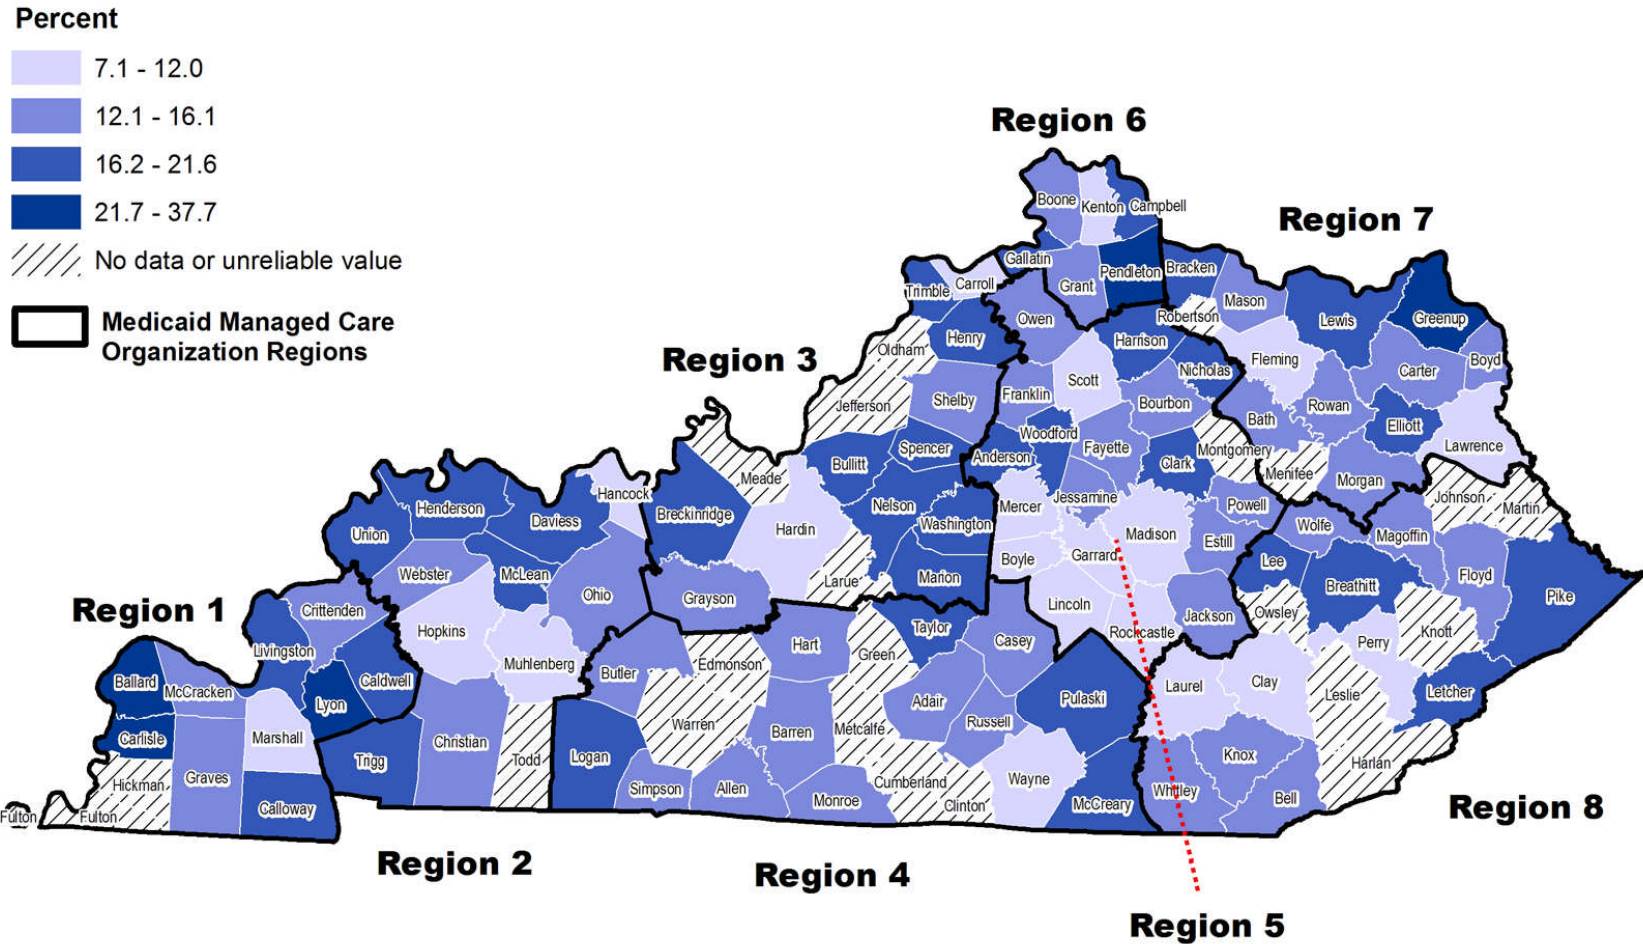 Percent
7.1 - 12.0
12.1 - 16.1
16.2 - 21.6
21.7 - 37.7
No data or unreliable value
Medicaid Managed Care
Organization Regions
Region 6
Region 7
Region 3
Region 1
Region 2
Region 4
Region 5
Region 8
Boone
Kenton
Campbell
Gallatin
Grant
Pendleton
Bracken
Trimble
Carroll
Owen
Robertson
Mason
Lewis
Greenup
Henry
Harrison
Oldham
Fleming
Boyd
Carter
Nicholas
Scott
Jefferson
Shelby
Franklin
Bourbon
Rowan
Bath
Elliott
Woodford
Fayette
Lawrence
Spencer
Anderson
Clark
Montgomery
Bullitt
Menifee
Morgan
Meade
Hancock
Jessamine
Johnson
Martin
Henderson
Daviess
Breckinridge
Nelson
Mercer
Powell
Washington
Union
Hardin
Madison
Wolfe
Magoffin
Garrard
Estill
Boyle
Lee
Webster
McLean
Larue
Marion
Floyd
Breathitt
Ohio
Grayson
Lincoln
Pike
Crittenden
Jackson
Owsley
Hopkins
Taylor
Casey
Rockcastle
Perry
Knott
Livingston
Hart
Green
Muhlenberg
Edmonson
Butler
Ballard
McCracken
Caldwell
Laurel
Clay
Leslie
Letcher
Lyon
Adair
Pulaski
Russell
Warren
Metcalfe
Barren
Carlisle
Marshall
Christian
Trigg
Todd
Logan
Knox
Harlan
Graves
Hickman
Wayne
Cumberland
Simpson
Allen
Monroe
Whitley
Bell
Calloway
Clinton
McCreary
Fulton
Fulton